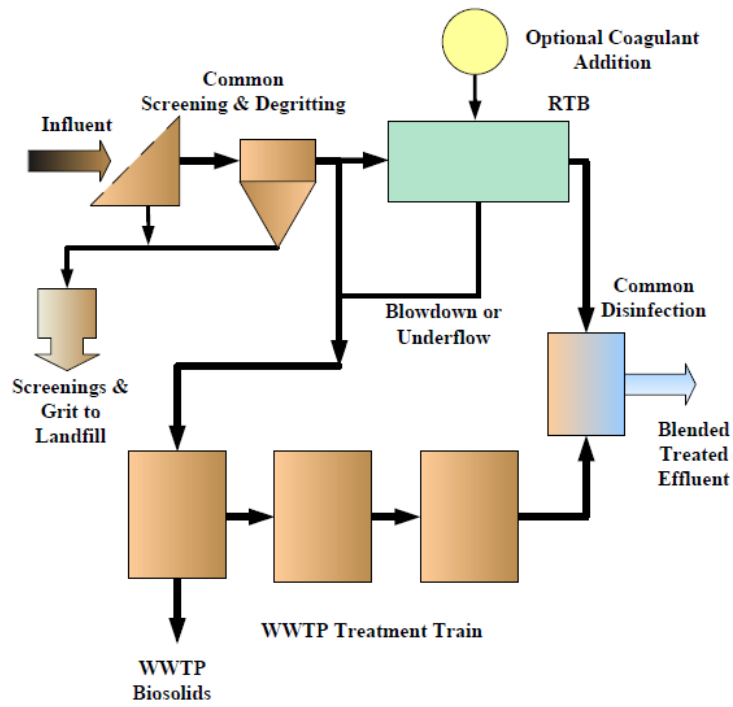 Optional Coagulant
Addition
Common
Screening & Degritting
RTB
Influent
Common
Disinfection
Blowdown or
Underflow
Screenings &
Grit to
Landfill
Blended
Treated
Effluent
WWTP Treatment Train
WWTP
Biosolids